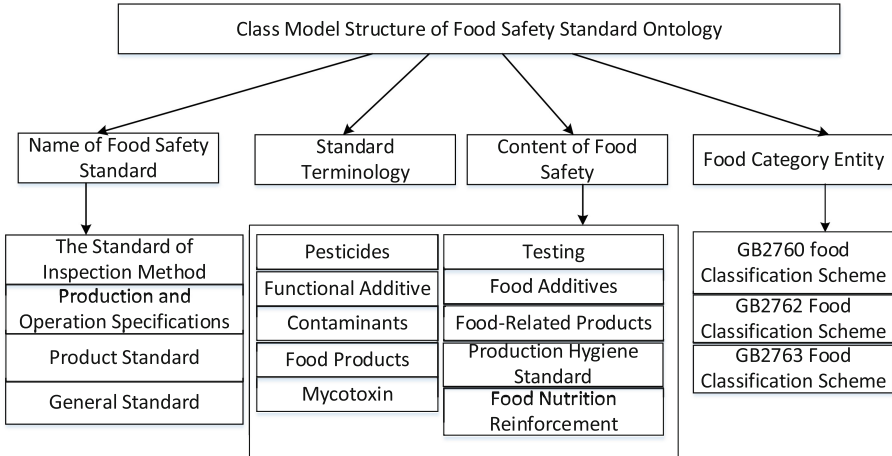 Class Model Structure of Food Safety Standard Ontology
Name of Food Safety
Standard
Standard
Terminology
Content of Food
Safety
Food Category Entity
The Standard of
Inspection Method
Production and
Operation Specifications
Product Standard
General Standard
Pesticides
Functional Additive
Contaminants
Food Products
Mycotoxin
Testing
Food Additives
Food-Related Products
Production Hygiene
Standard
Food Nutrition
Reinforcement
GB2760 food
Classification Scheme
GB2762 Food
Classification Scheme
GB2763 Food
Classification Scheme